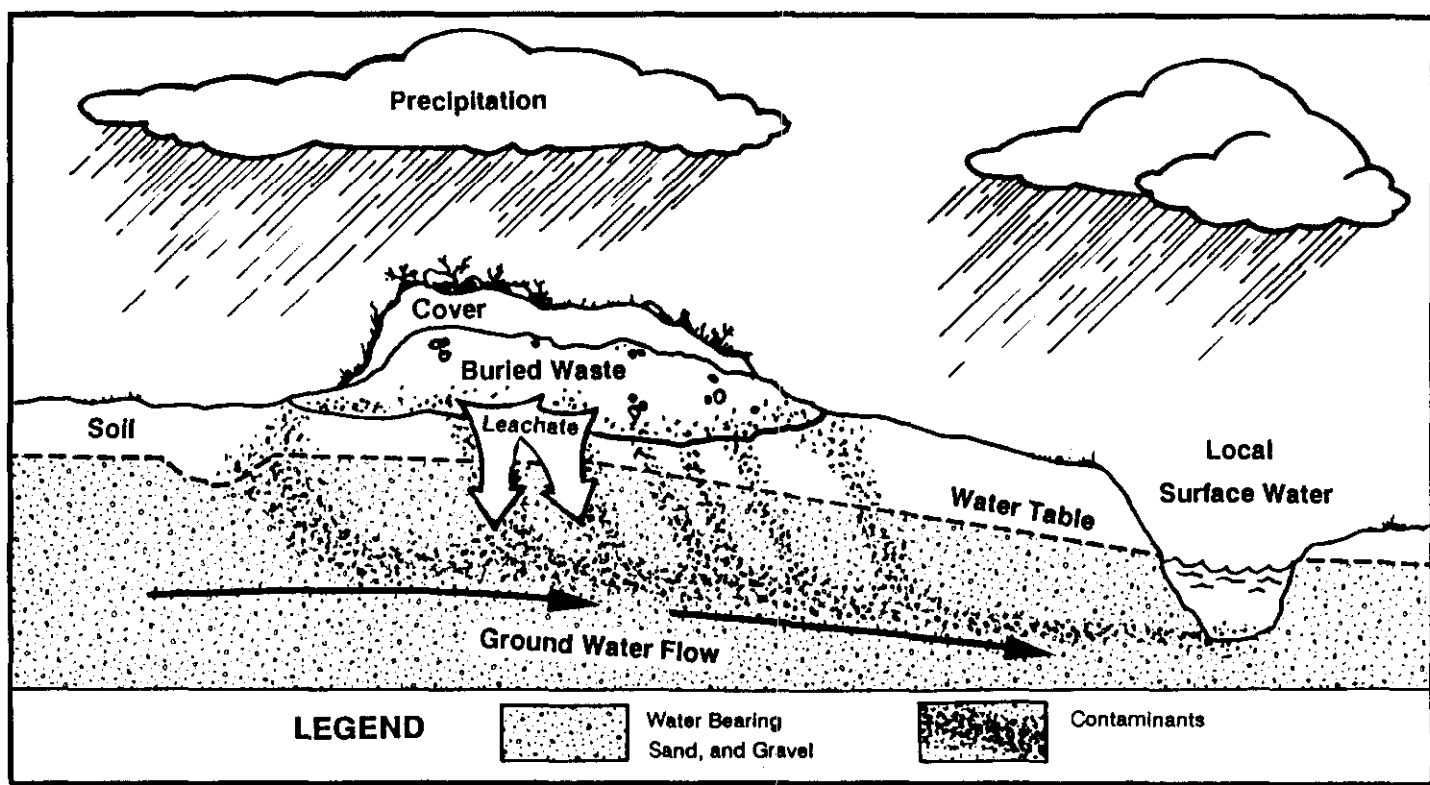 Precipitation
Cover
Buried Waste
Leachate
Soil
Local
Surface Water
Water Table
Ground Water Flow
LEGEND
Water Bearing
Sand, and Gravel
Contaminants